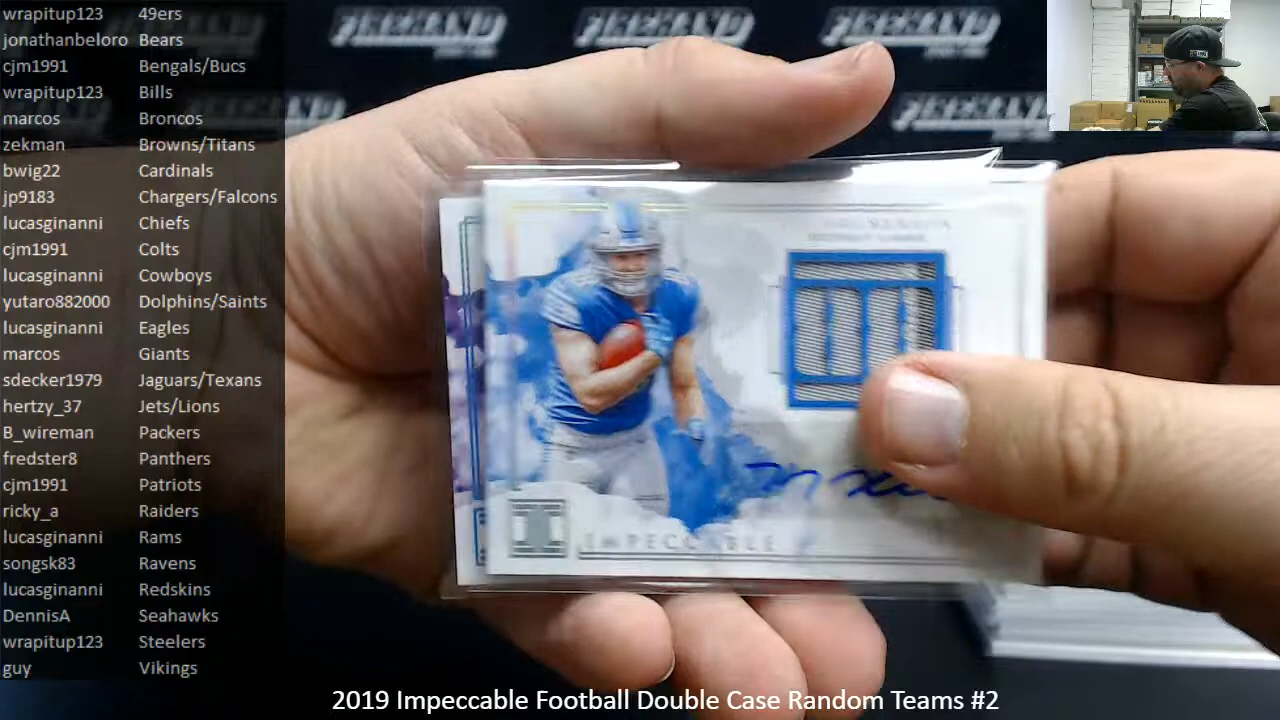 wrapitup123 49ers
jonathanbeloro Bears
cjm1991 Bengals/Bucs
wrapitup123 Bills
marcos Broncos
zekman Browns/Titans
bwig22 Cardinals
jp9183 Chargers/Falcons
lucasginanni Chiefs
cjm1991 Colts
lucasginanni Cowboys
yutaro882000 Dolphins/Saints
lucasginanni Eagles
marcos Giants
sdecker1979 Jaguars/Texans
hertzy_37 Jets/Lions
B_wireman Packers
fredster8 Panthers
cjm1991 Patriots
ricky_a Raiders
lucasginanni Rams
songsk83 Ravens
lucasginanni Redskins
DennisA Seahawks
wrapitup123 Steelers
guy Vikings
IMPECCABLE
2019 Impeccable Football Double Case Random Teams #2